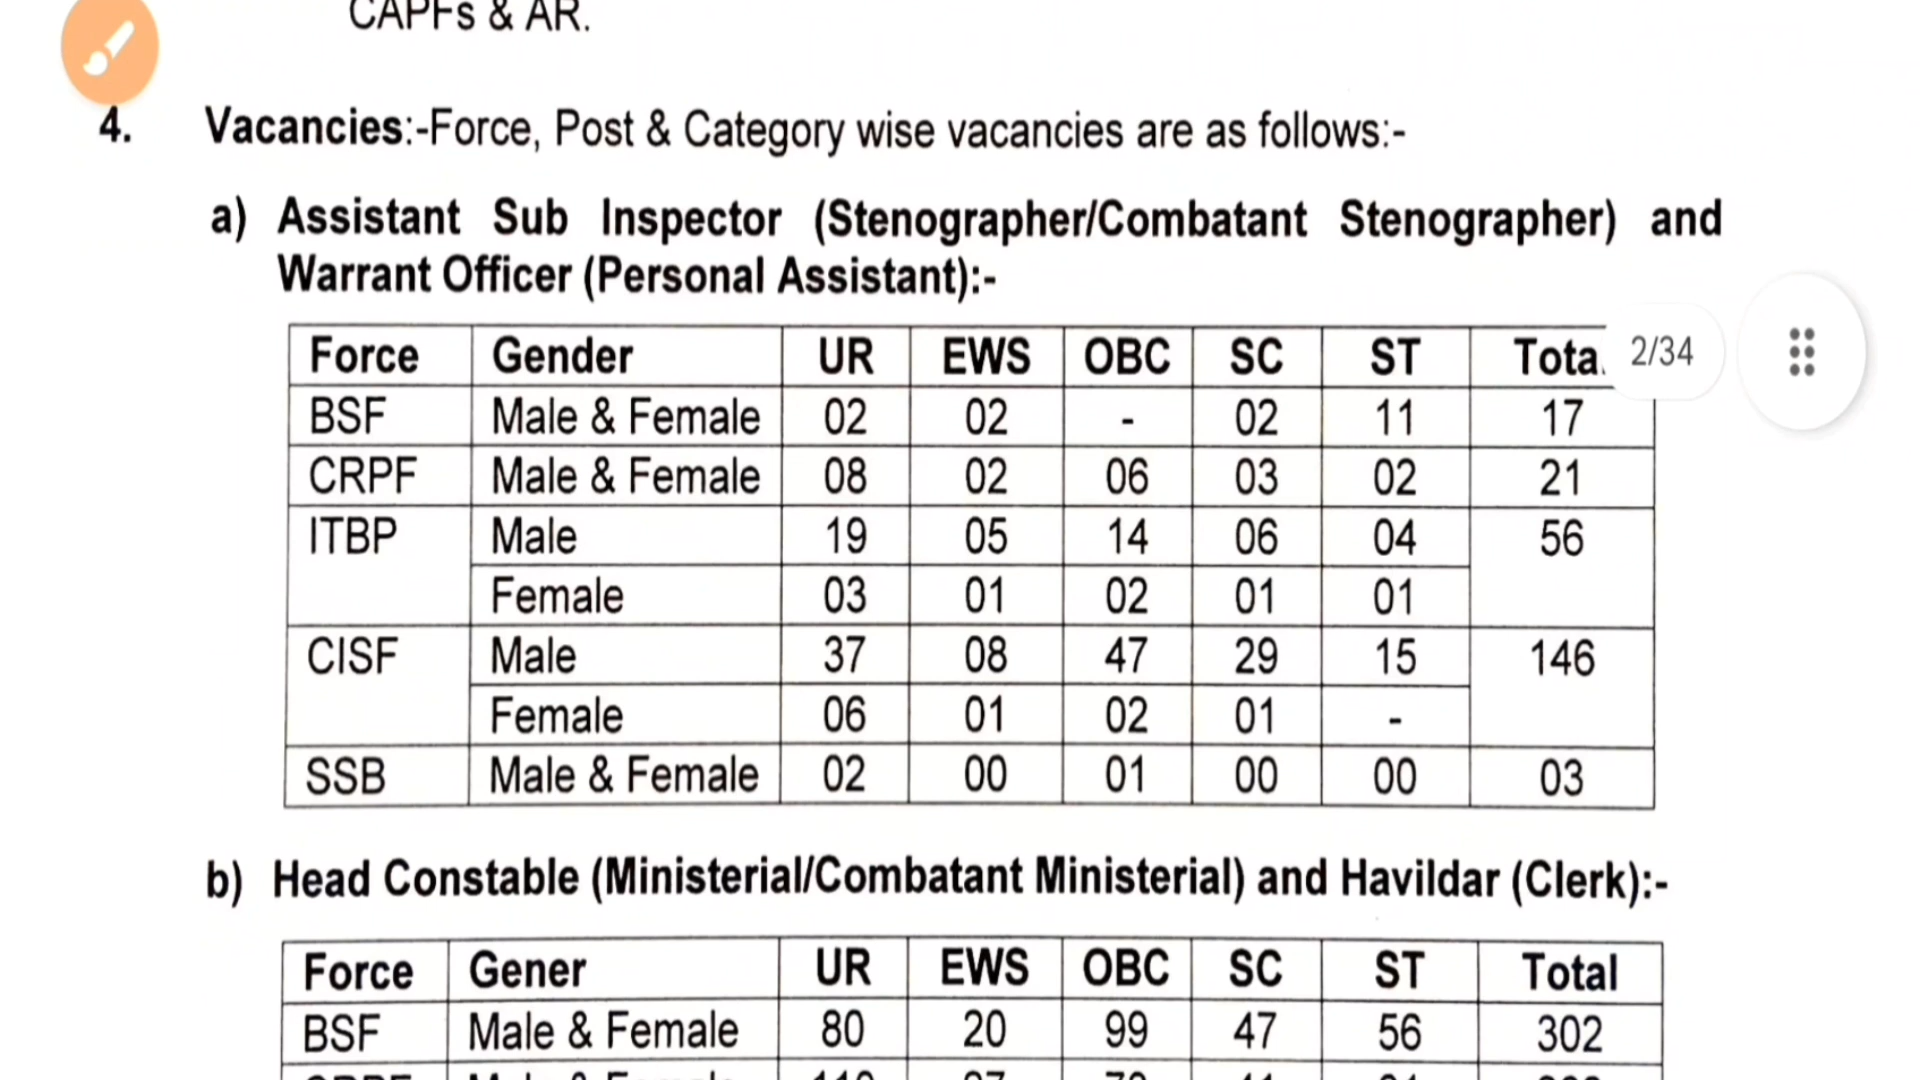 CAPFs & AR.
4. Vacancies:-Force, Post & Category wise vacancies are as follows:-
a) Assistant Sub Inspector (Stenographer/Combatant Stenographer) and
Warrant Officer (Personal Assistant):-
Force Gender UR EWS OBC SC ST Tota
2/34
BSF Male & Female 02 02 - 02 11 17
CRPF Male & Female 08 02 06 03 02 21
ITBP Male 19 05 14 06 04 56
Female 03 01 02 01 01
CISF Male 37 08 47 29 15 146
Female 06 01 02 01 -
SSB Male & Female 02 00 01 00 00 03
b) Head Constable (Ministerial/Combatant Ministerial) and Havildar (Clerk):-
Force Gener UR EWS OBC SC ST Total
BSF Male & Female 80 20 99 47 56 302